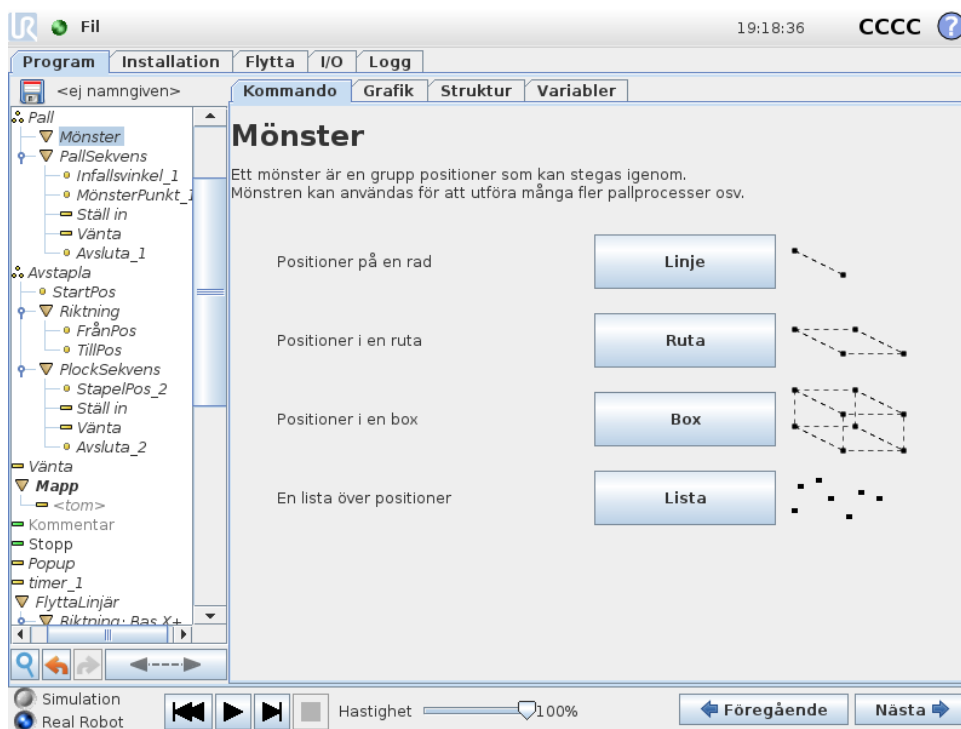 UR
Fil
19:18:36
CCCC
?
Program
Installation
Flytta
I/O
Logg
<ej namngiven>
Kommando
Grafik
Struktur
Variabler
Pall
Mönster
PallSekvens
Infallsvinkel_1
MönsterPunkt_1
Ställ in
Vänta
Avsluta_1
Avstapla
StartPos
Riktning
FrånPos
TillPos
PlockSekvens
StapelPos_2
Ställ in
Vänta
Avsluta_2
Vänta
Mapp
<tom>
Kommentar
Stopp
Popup
timer_1
FlyttaLinjär
Riktning: Bas X+
Mönster
Ett mönster är en grupp positioner som kan stegas igenom.
Mönstren kan användas för att utföra många fler pallprocesser osv.
Positioner på en rad
Linje
Positioner i en ruta
Ruta
Positioner i en box
Box
En lista över positioner
Lista
Simulation
Real Robot
Hastighet
100%
Föregående
Nästa